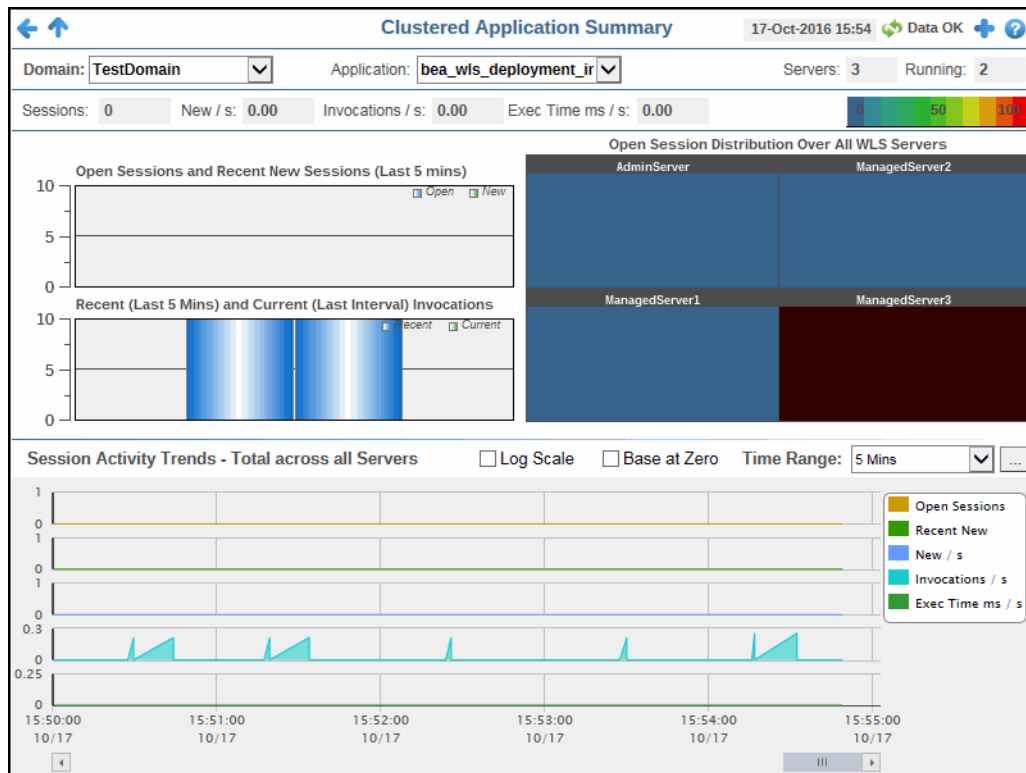 Clustered Application Summary 17-Oct-2016 15:54 Data OK
Domain: TestDomain Application: bea_wls_deployment_ir Servers: 3 Running: 2
Sessions: 0 New / s: 0.00 Invocations / s: 0.00 Exec Time ms / s: 0.00 0 50 100
Open Session Distribution Over All WLS Servers
AdminServer ManagedServer2
Open Sessions and Recent New Sessions (Last 5 mins)
10
Open New
5
0
ManagedServer1 ManagedServer3
Recent (Last 5 Mins) and Current (Last Interval) Invocations
10
Recent Current
5
0
Session Activity Trends - Total across all Servers Log Scale Base at Zero Time Range: 5 Mins ...
1
0
1
0
1
0
0.3
0
0.25
0
Open Sessions
Recent New
New / s
Invocations / s
Exec Time ms / s
15:50:00 15:51:00 15:52:00 15:53:00 15:54:00 15:55:00
10/17 10/17 10/17 10/17 10/17 10/17